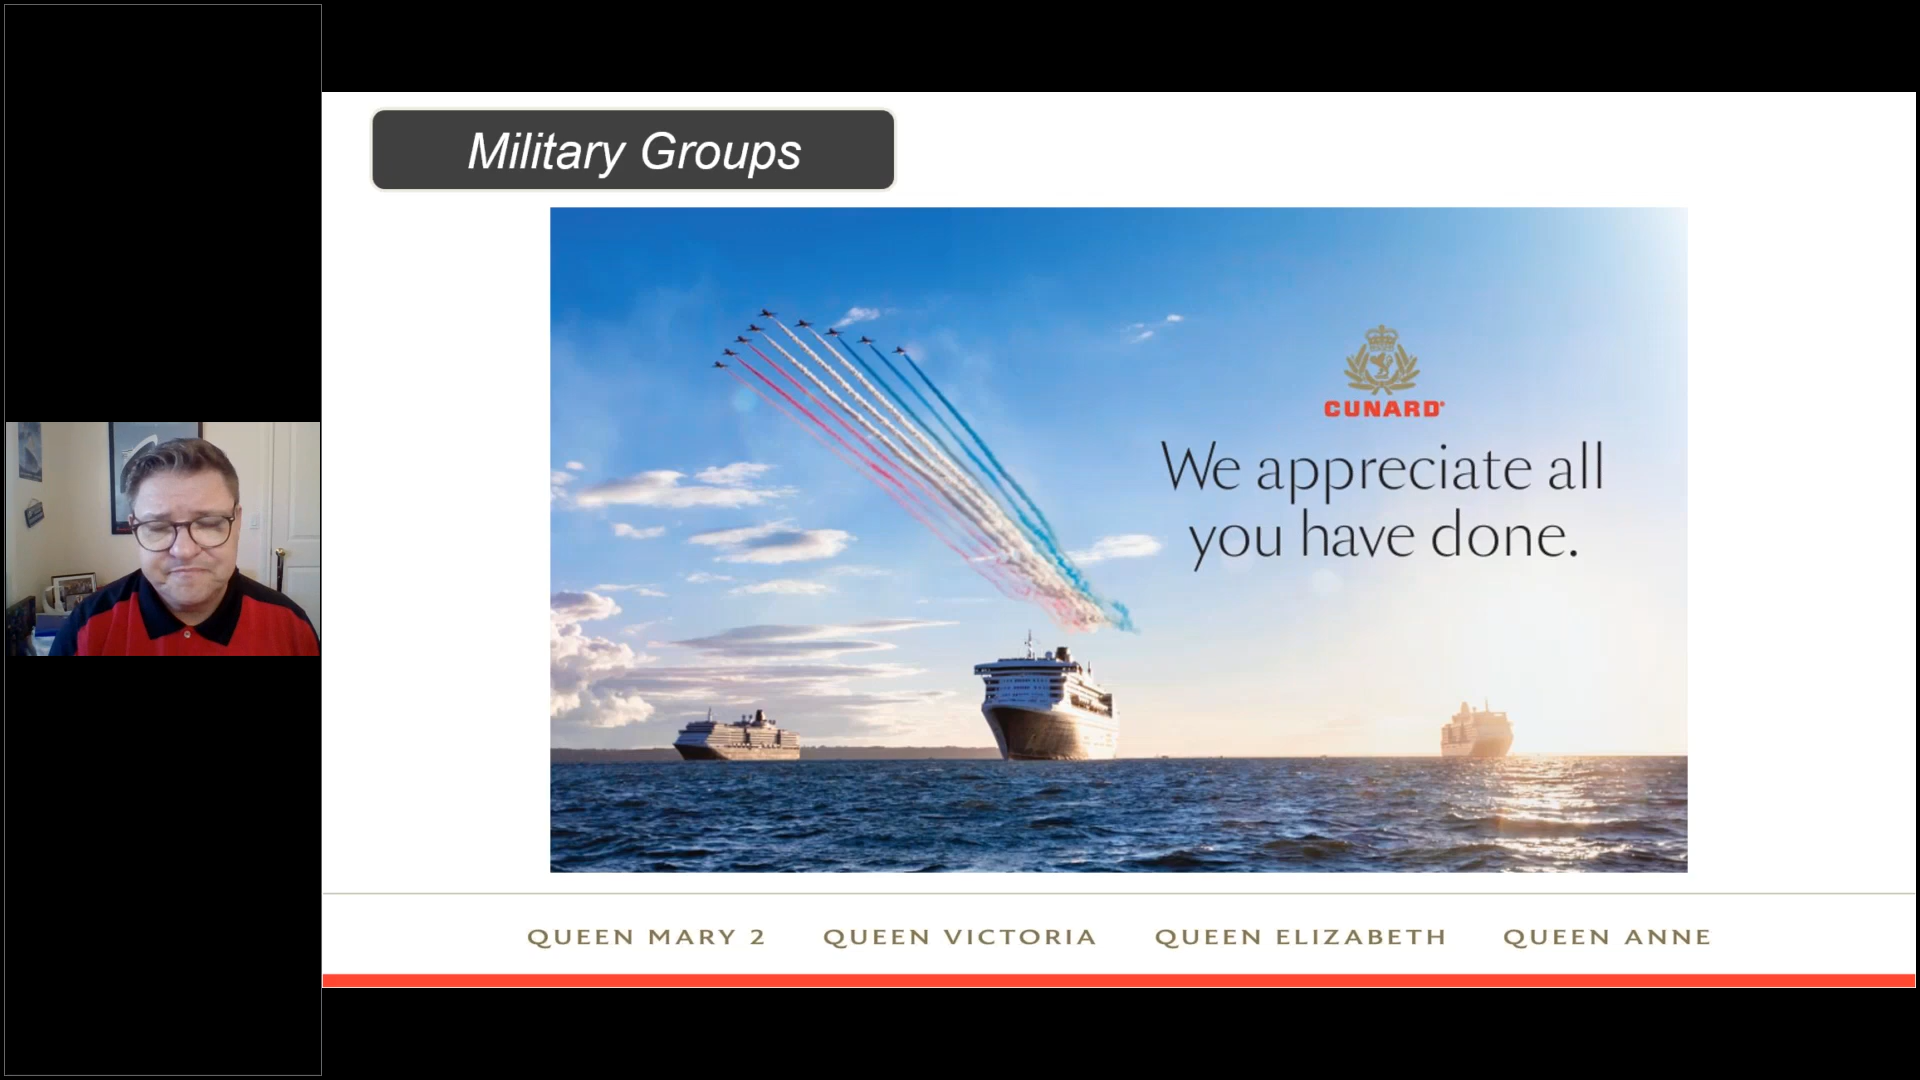 Military Groups
CUNARD
We appreciate all
you have done.
QUEEN MARY 2 QUEEN VICTORIA QUEEN ELIZABETH QUEEN ANNE